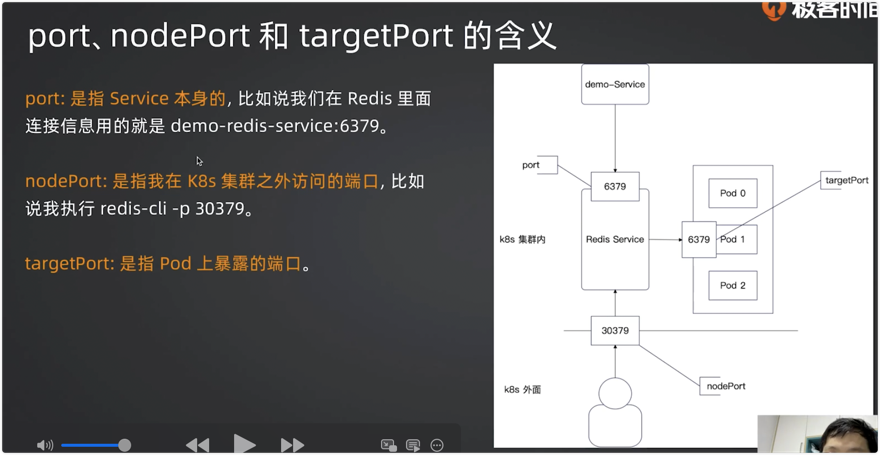 极客时间
port、nodePort 和 targetPort 的含义
port: 是指 Service 本身的, 比如说我们在 Redis 里面
连接信息用的就是 demo-redis-service:6379。
nodePort: 是指我在 K8s 集群之外访问的端口, 比如
说我执行 redis-cli -p 30379。
targetPort: 是指 Pod 上暴露的端口。
demo-Service
port
6379
targetPort
Pod 0
k8s 集群内
Redis Service
6379
Pod 1
Pod 2
30379
k8s 外面
nodePort